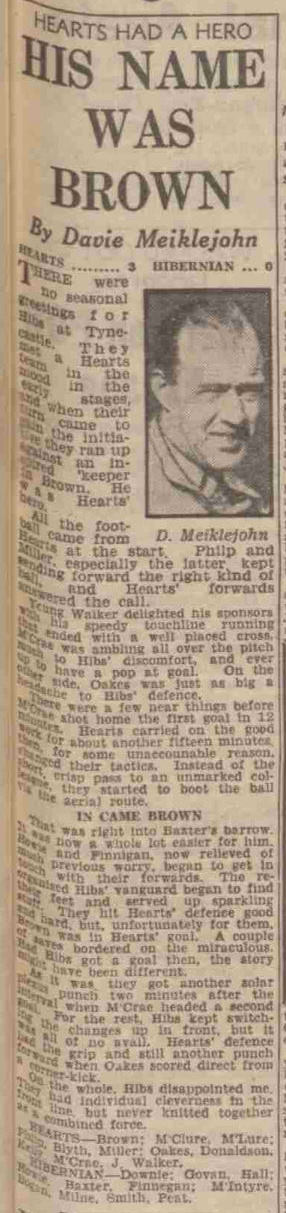 HEARTS HAD A HERO
HIS NAME
WAS
BROWN
By Davie Meiklejohn
HEARTS ......... 3 HIBERNIAN ... 0
THERE were
no seasonal
greetings for
Hibs at Tyne-
castle. They
met a Hearts
team in the
mood in the
early stages,
and when their
turn came to
gain the initia-
tive they ran up
against an in-
spired 'keeper
in Brown. He
was Hearts'
hero.
All the foot-
ball came from
Hearts at the start. Philp and
Miller, especially the latter, kept
sending forward the right kind of
ball, and Hearts' forwards
answered the call.
D. Meiklejohn
Young Walker delighted his sponsors
with his speedy touchline running
that ended with a well placed cross.
M'Crae was ambling all over the pitch
much to Hibs' discomfort, and ever
up to have a pop at goal. On the
other side, Oakes was just as big a
headache to Hibs' defence.
There were a few near things before
M'Crae shot home the first goal in 12
minutes. Hearts carried on the good
work for about another fifteen minutes,
then, for some unaccounable reason,
changed their tactics. Instead of the
short, crisp pass to an unmarked col-
league, they started to boot the ball
via the aerial route.
IN CAME BROWN
That was right into Baxter's barrow.
It was now a whole lot easier for him.
Howie and Finnigan, now relieved of
much previous worry, began to get in
touch with their forwards. The re-
organised Hibs' vanguard began to find
their feet and served up sparkling
stuff. They hit Hearts' defence good
and hard, but, unfortunately for them,
Brown was in Hearts' goal. A couple
of saves bordered on the miraculous.
Had Hibs got a goal then, the story
might have been different.
As it was, they got another solar
plexus punch two minutes after the
interval when M'Crae headed a second
goal. For the rest, Hibs kept switch-
ing the changes up in front, but it
was all of no avail. Hearts' defence
had the grip and still another punch
forward when Oakes scored direct from
a corner-kick.
On the whole, Hibs disappointed me.
They had individual cleverness in the
front line, but never knitted together
as a combined force.
HEARTS—Brown; M'Clure, M'Lure;
Philp, Blyth, Miller; Oakes, Donaldson,
Kelly, M'Crae, J. Walker.
HIBERNIAN—Downie; Govan, Hall;
Howie, Baxter, Finnegan; M'Intyre,
Bogan, Milne, Smith, Peat.